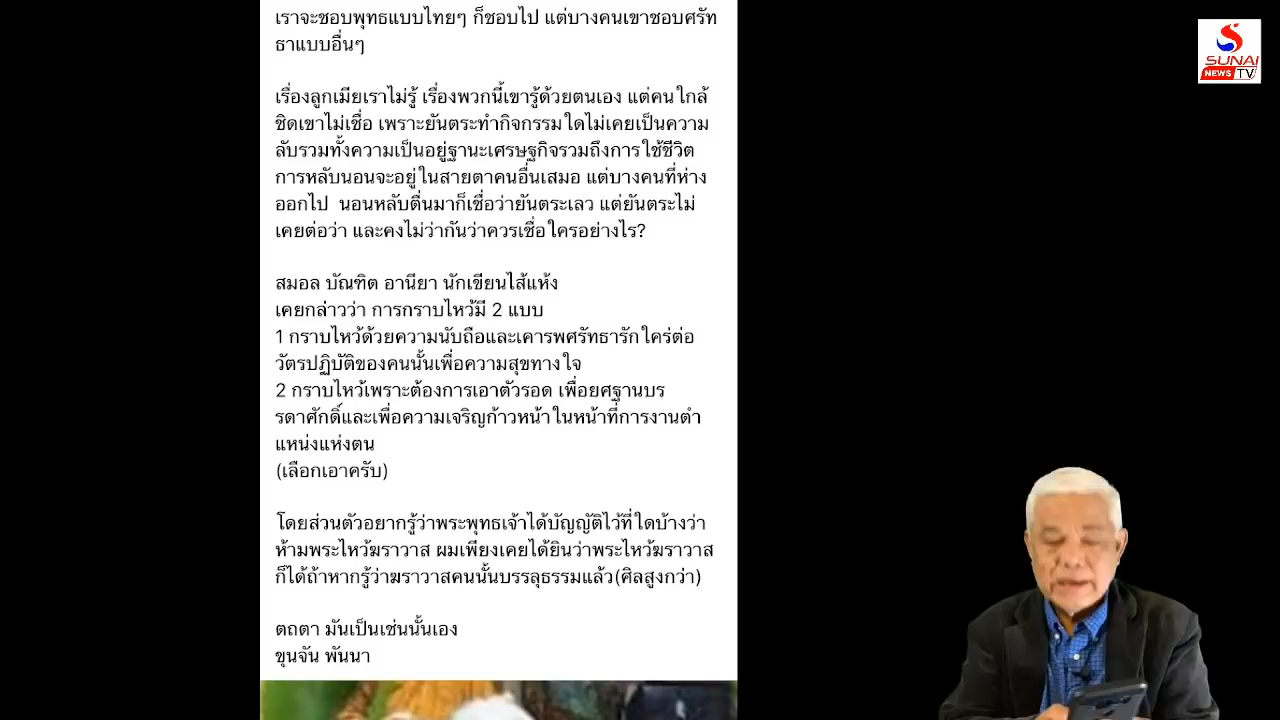 เราจะชอบพุทธแบบไทยๆ ก็ชอบไป แต่บางคนเขาชอบศรัท
ธาแบบอื่นๆ
เรื่องลูกเมียเราไม่รู้ เรื่องพวกนี้เขารู้ด้วยตนเอง แต่คนใกล้
ชิดเขาไม่เชื่อ เพราะยันตระทำกิจกรรมใดไม่เคยเป็นความ
ลับรวมทั้งความเป็นอยู่ฐานะเศรษฐกิจรวมถึงการใช้ชีวิต
การหลับนอนจะอยู่ในสายตาคนอื่นเสมอ แต่บางคนที่ห่าง
ออกไป นอนหลับตื่นมาก็เชื่อว่ายันตระเลว แต่ยันตระไม่
เคยต่อว่า และคงไม่ว่ากันว่าควรเชื่อใครอย่างไร?
สมอล บัณฑิต อานียา นักเขียนไส้แห้ง
เคยกล่าวว่า การกราบไหว้มี 2 แบบ
1 กราบไหว้ด้วยความนับถือและเคารพศรัทธารักใคร่ต่อ
วัตรปฏิบัติของคนนั้นเพื่อความสุขทางใจ
2 กราบไหว้เพราะต้องการเอาตัวรอด เพื่อยศฐานบร
รดาศักดิ์และเพื่อความเจริญก้าวหน้าในหน้าที่การงานตำ
แหน่งแห่งตน
(เลือกเอาครับ)
โดยส่วนตัวอยากรู้ว่าพระพุทธเจ้าได้บัญญัติไว้ที่ใดบ้างว่า
ห้ามพระไหว้ฆราวาส ผมเพียงเคยได้ยินว่าพระไหว้ฆราวาส
ก็ได้ถ้าหากรู้ว่าฆราวาสคนนั้นบรรลุธรรมแล้ว(ศิลสูงกว่า)
ตถตา มันเป็นเช่นนั้นเอง
ขุนจัน พันนา
SUNAI
NEWS TV